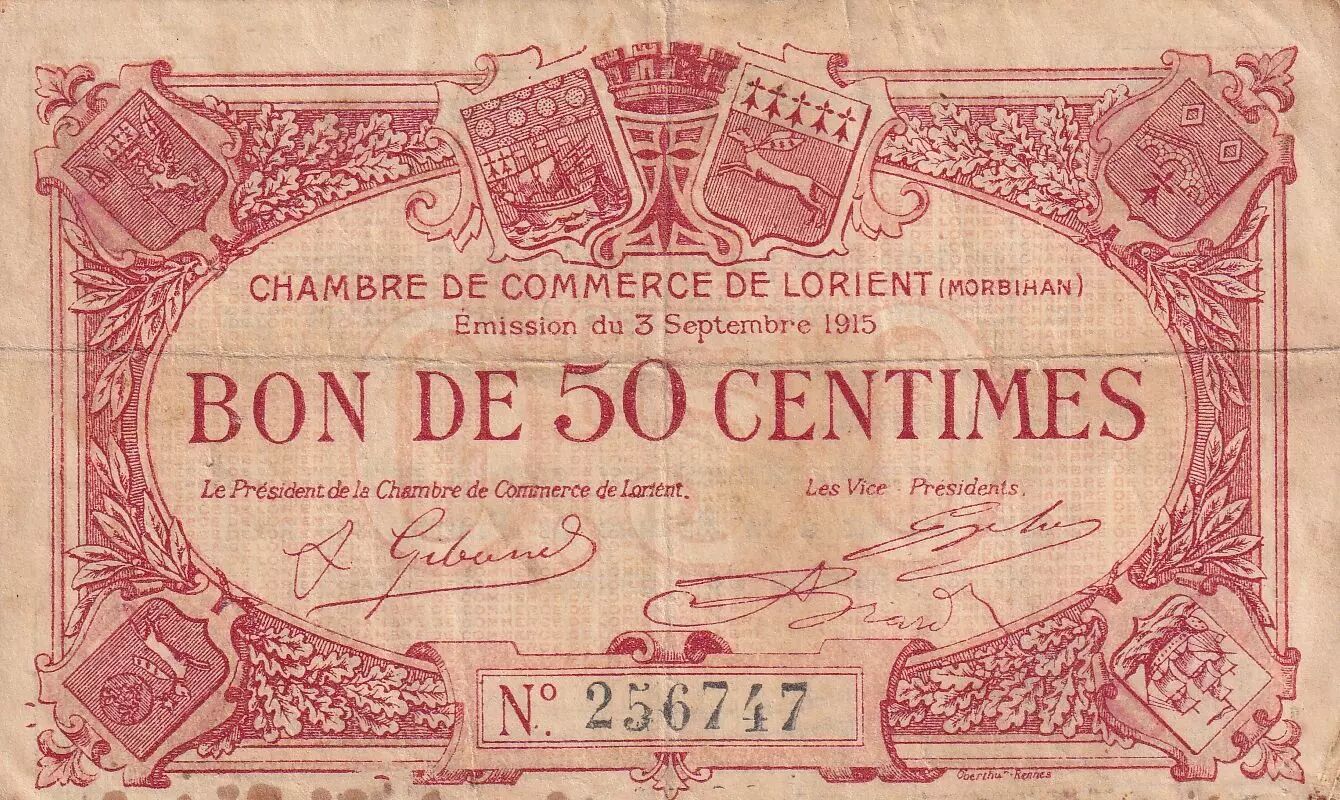 CHAMBRE DE COMMERCE DE LORIENT (MORBIHAN)
Émission du 3 Septembre 1915
BON DE 50 CENTIMES
Le Président de la Chambre de Commerce de Lorient.
Les Vice-Présidents.
Nº. 256747
Oberthur-Rennes